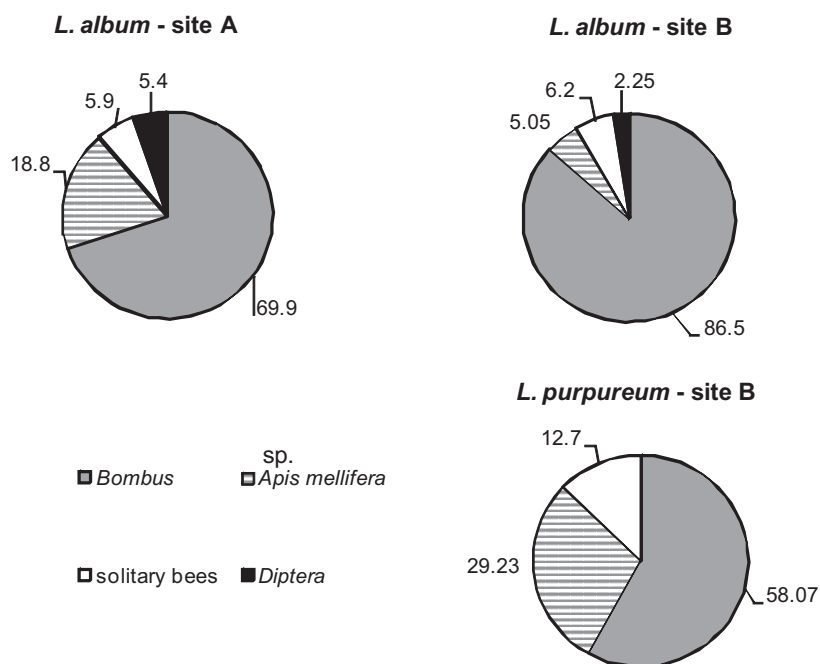 L. album - site A
L. album - site B
5.4
5.9
18.8
69.9
2.25
6.2
5.05
86.5
L. purpureum - site B
sp.
Bombus
Apis mellifera
solitary bees
Diptera
12.7
29.23
58.07